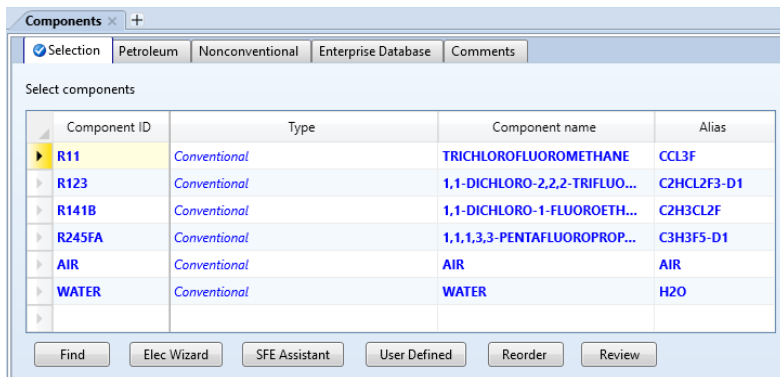 Components × +
Selection Petroleum Nonconventional Enterprise Database Comments
Select components
Component ID Type Component name Alias
R11 Conventional TRICHLOROFLUOROMETHANE CCL3F
R123 Conventional 1,1-DICHLORO-2,2,2-TRIFLUO... C2HCL2F3-D1
R141B Conventional 1,1-DICHLORO-1-FLUOROETH... C2H3CL2F
R245FA Conventional 1,1,1,3,3-PENTAFLUOROPROP... C3H3F5-D1
AIR Conventional AIR AIR
WATER Conventional WATER H2O
Find Elec Wizard SFE Assistant User Defined Reorder Review